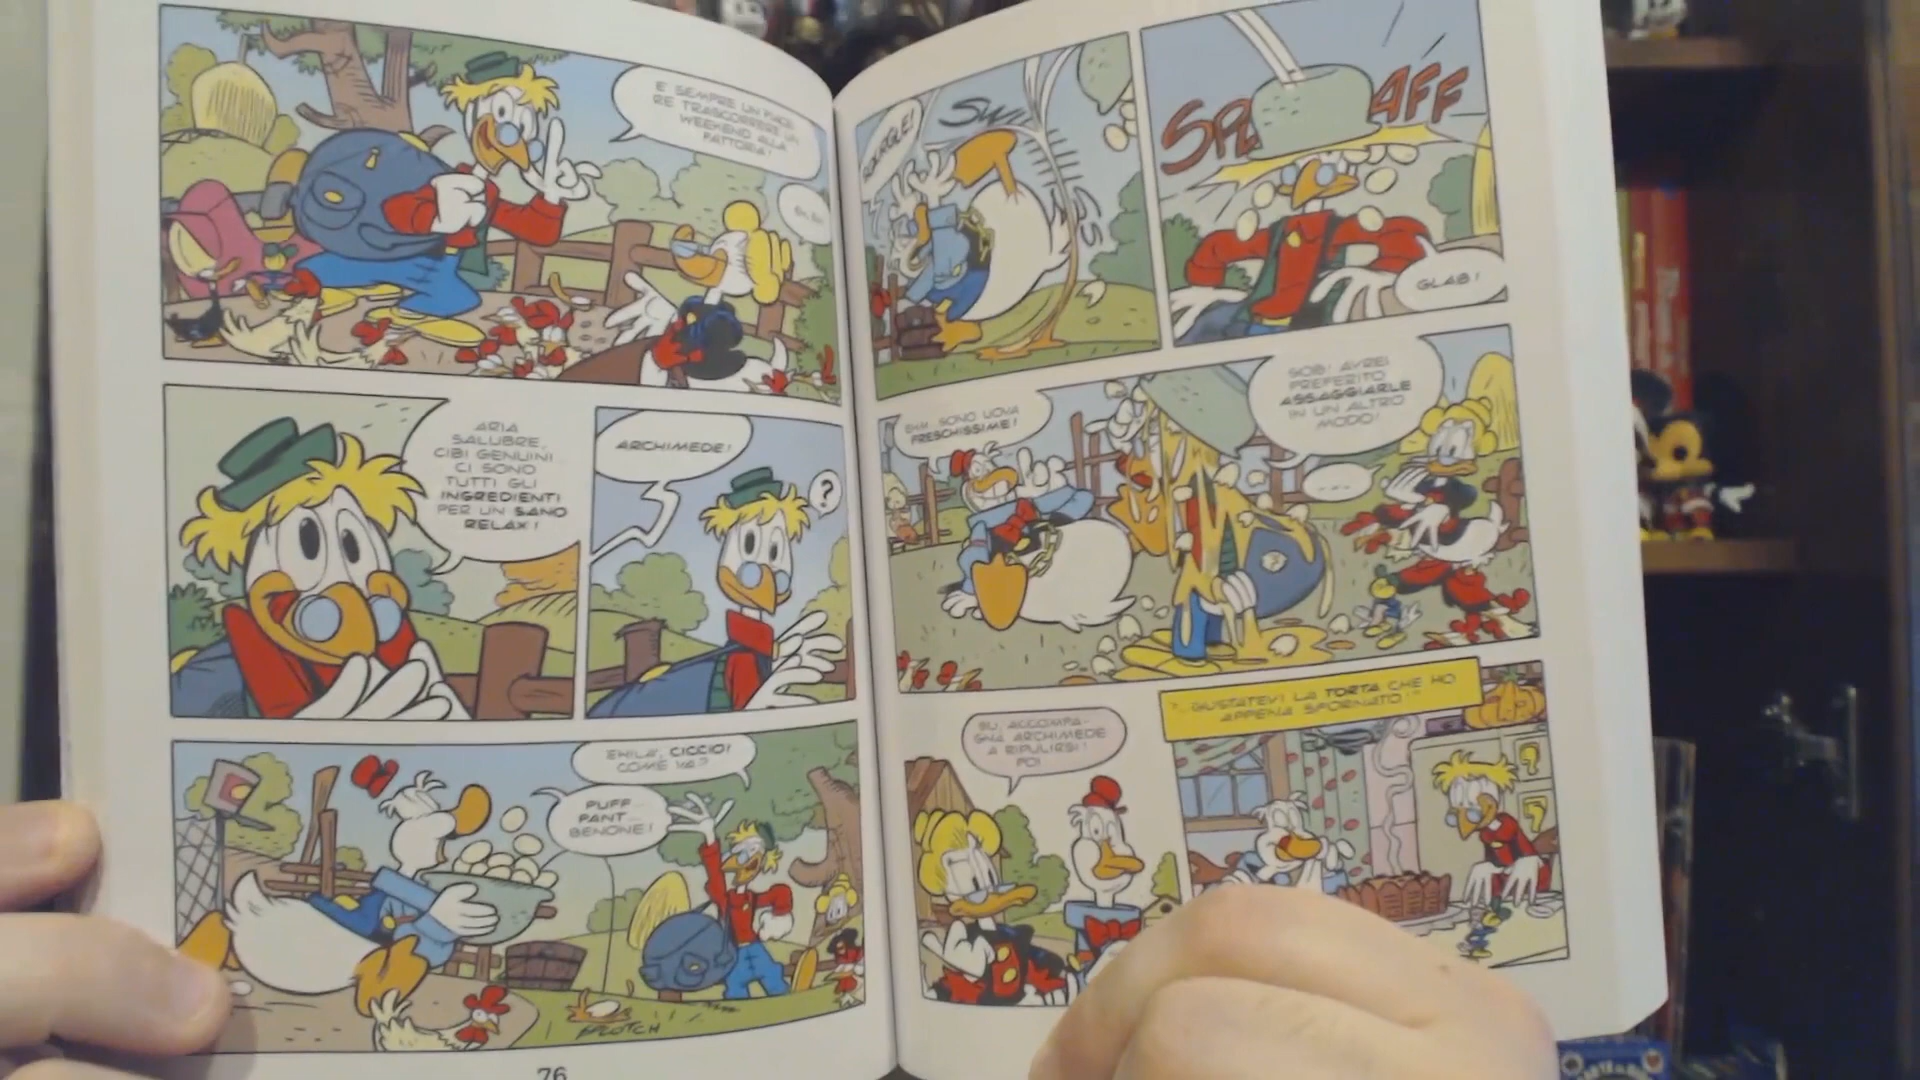 È SEMPRE UN PIACE-
RE TRASCORRERE UN
WEEKEND ALLA
FATTORIA!
EH, EH!
ARIA
SALUBRE,
CIBI GENUINI...
CI SONO
TUTTI GLI
INGREDIENTI
PER UN SANO
RELAX!
ARCHIMEDE!
?
EHILÀ, CICCIO!
COME VA?
PUFF...
PANT...
BENONE!
SPLOTCH
76
GOURGLE!
SPLAFF
GLAB!
EHM... SONO UOVA
FRESCHISSIME!
SOB! AVREI
PREFERITO
ASSAGGIARLE
IN UN ALTRO
MODO!
...
SU, ACCOMPA-
GNA ARCHIMEDE
A RIPULIRSI!
POI
"...GUSTATEVI LA TORTA CHE HO
APPENA SFORNATO!"